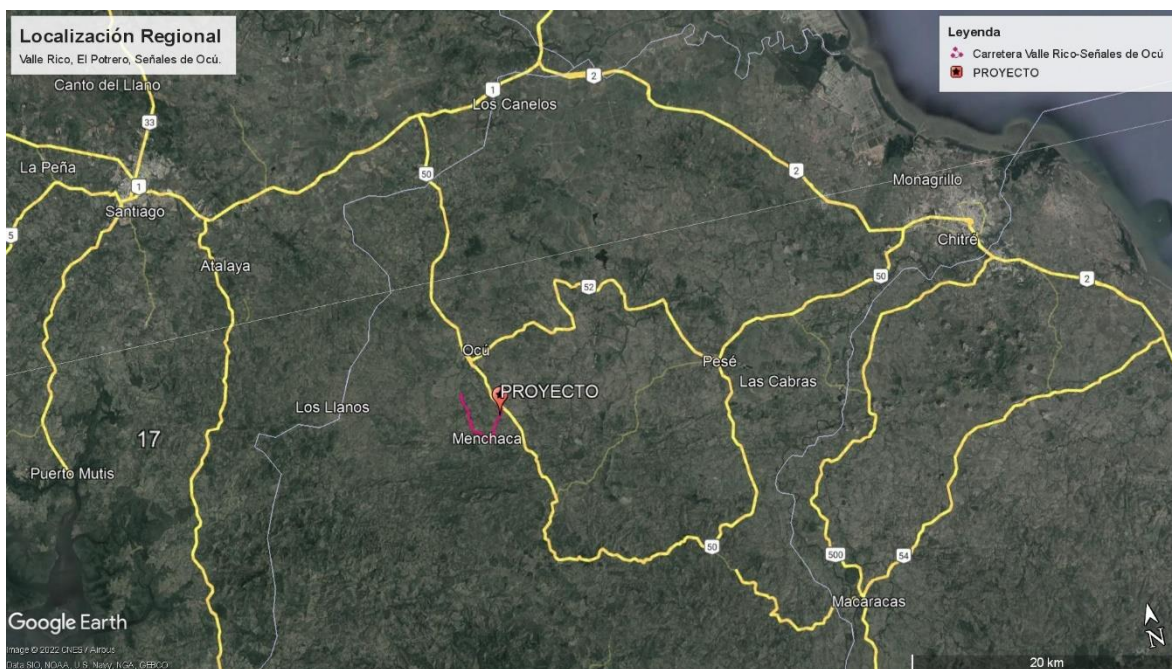 Localización Regional
Valle Rico, El Potrero, Señales de Ocú.
Leyenda
Carretera Valle Rico-Señales de Ocú
PROYECTO
Canto del Llano
33
La Peña
1
Santiago
5
Atalaya
Los Canelos
1
2
50
2
Monagrillo
Chitré
50
2
52
Ocú
Pesé
Las Cabras
PROYECTO
Los Llanos
Menchaca
17
Puerto Mutis
50
500
54
Macaracas
Google Earth
Image © 2022 CNES / Airbus
Data SIO, NOAA, U.S. Navy, NGA, GEBCO
N
20 km